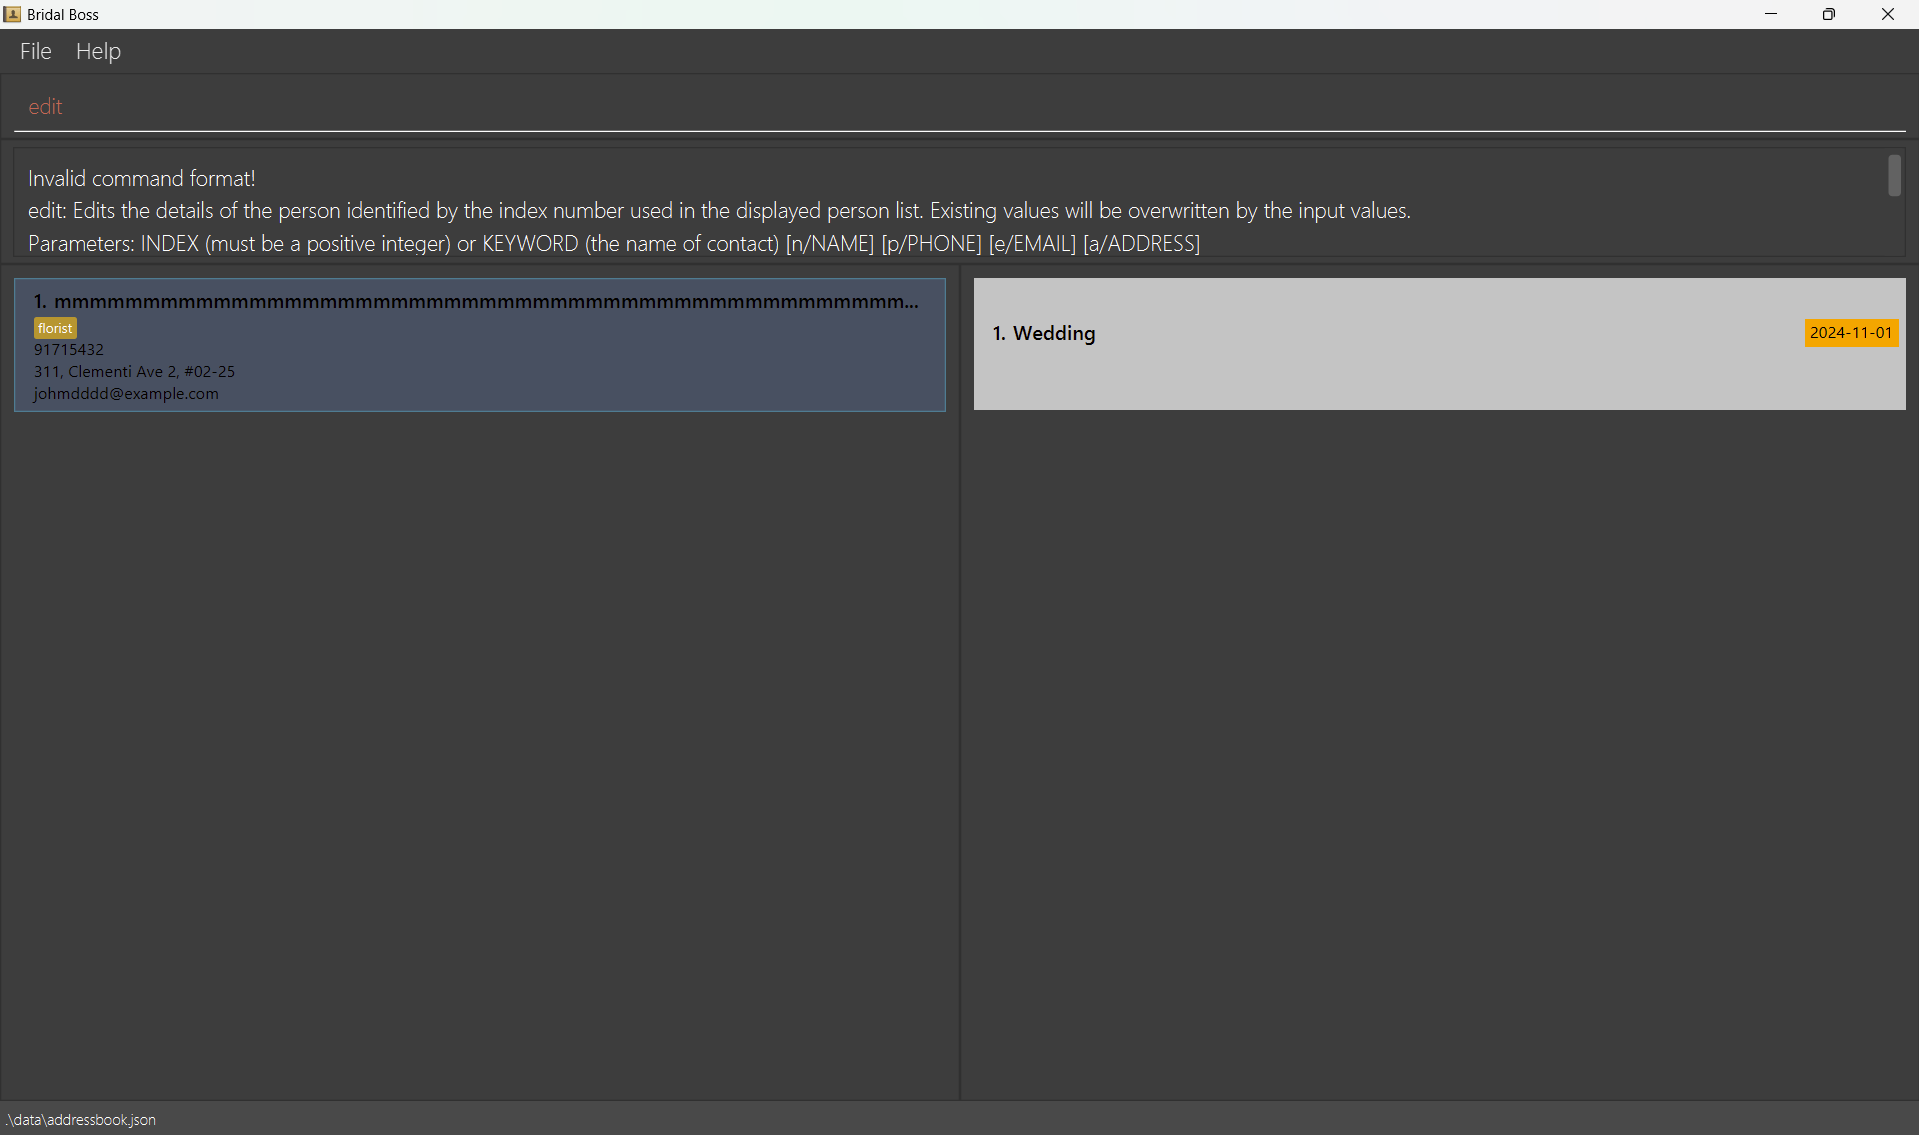 Bridal Boss
File Help
edit
Invalid command format!
edit: Edits the details of the person identified by the index number used in the displayed person list. Existing values will be overwritten by the input values.
Parameters: INDEX (must be a positive integer) or KEYWORD (the name of contact) [n/NAME] [p/PHONE] [e/EMAIL] [a/ADDRESS]
1. mmmmmmmmmmmmmmmmmmmmmmmmmmmmmmmmmmmmmmmmmmmmmmmm...
florist
91715432
311, Clementi Ave 2, #02-25
johmdddd@example.com
1. Wedding
2024-11-01
.\data\addressbook.json